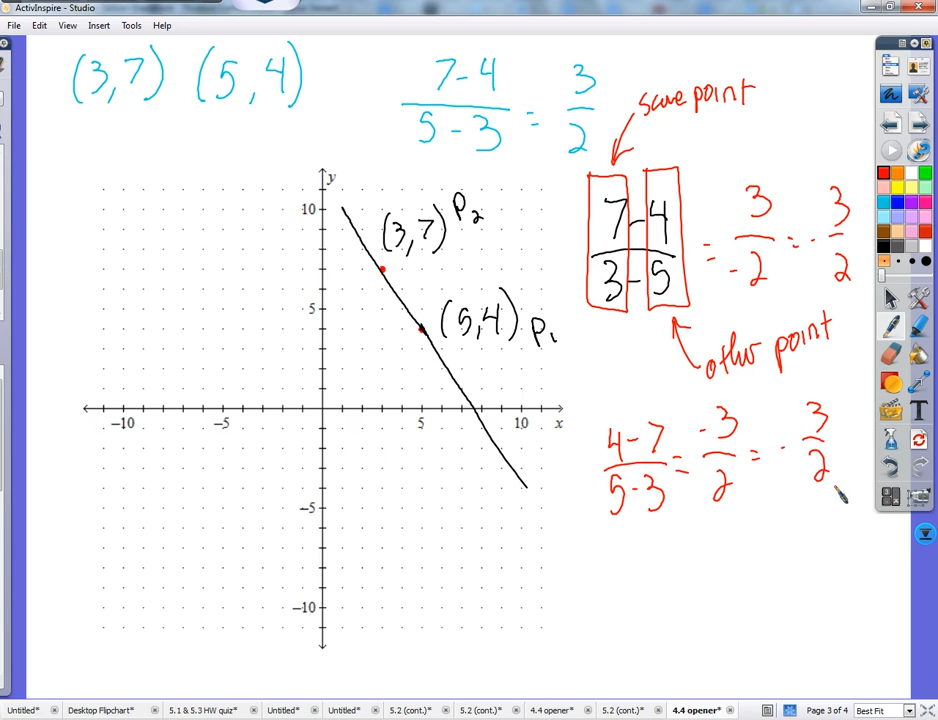 ActivInspire - Studio
File Edit View Insert Tools Help
(3,7) (5,4)
7-4 / 5-3 = 3/2
same point
7-4 / 3-5 = 3/-2 = -3/2
other point
4-7 / 5-3 = -3/2 = -3/2
y
10
(3,7) P2
5
(5,4) P1
-10 -5 5 10 x
-5
-10
T
Untitled* Desktop Flipchart* 5.1 & 5.3 HW quiz* Untitled* Untitled* 5.2 (cont.)* 5.2 (cont.)* 4.4 opener* 5.2 (cont.)* 4.4 opener* Page 3 of 4 Best Fit